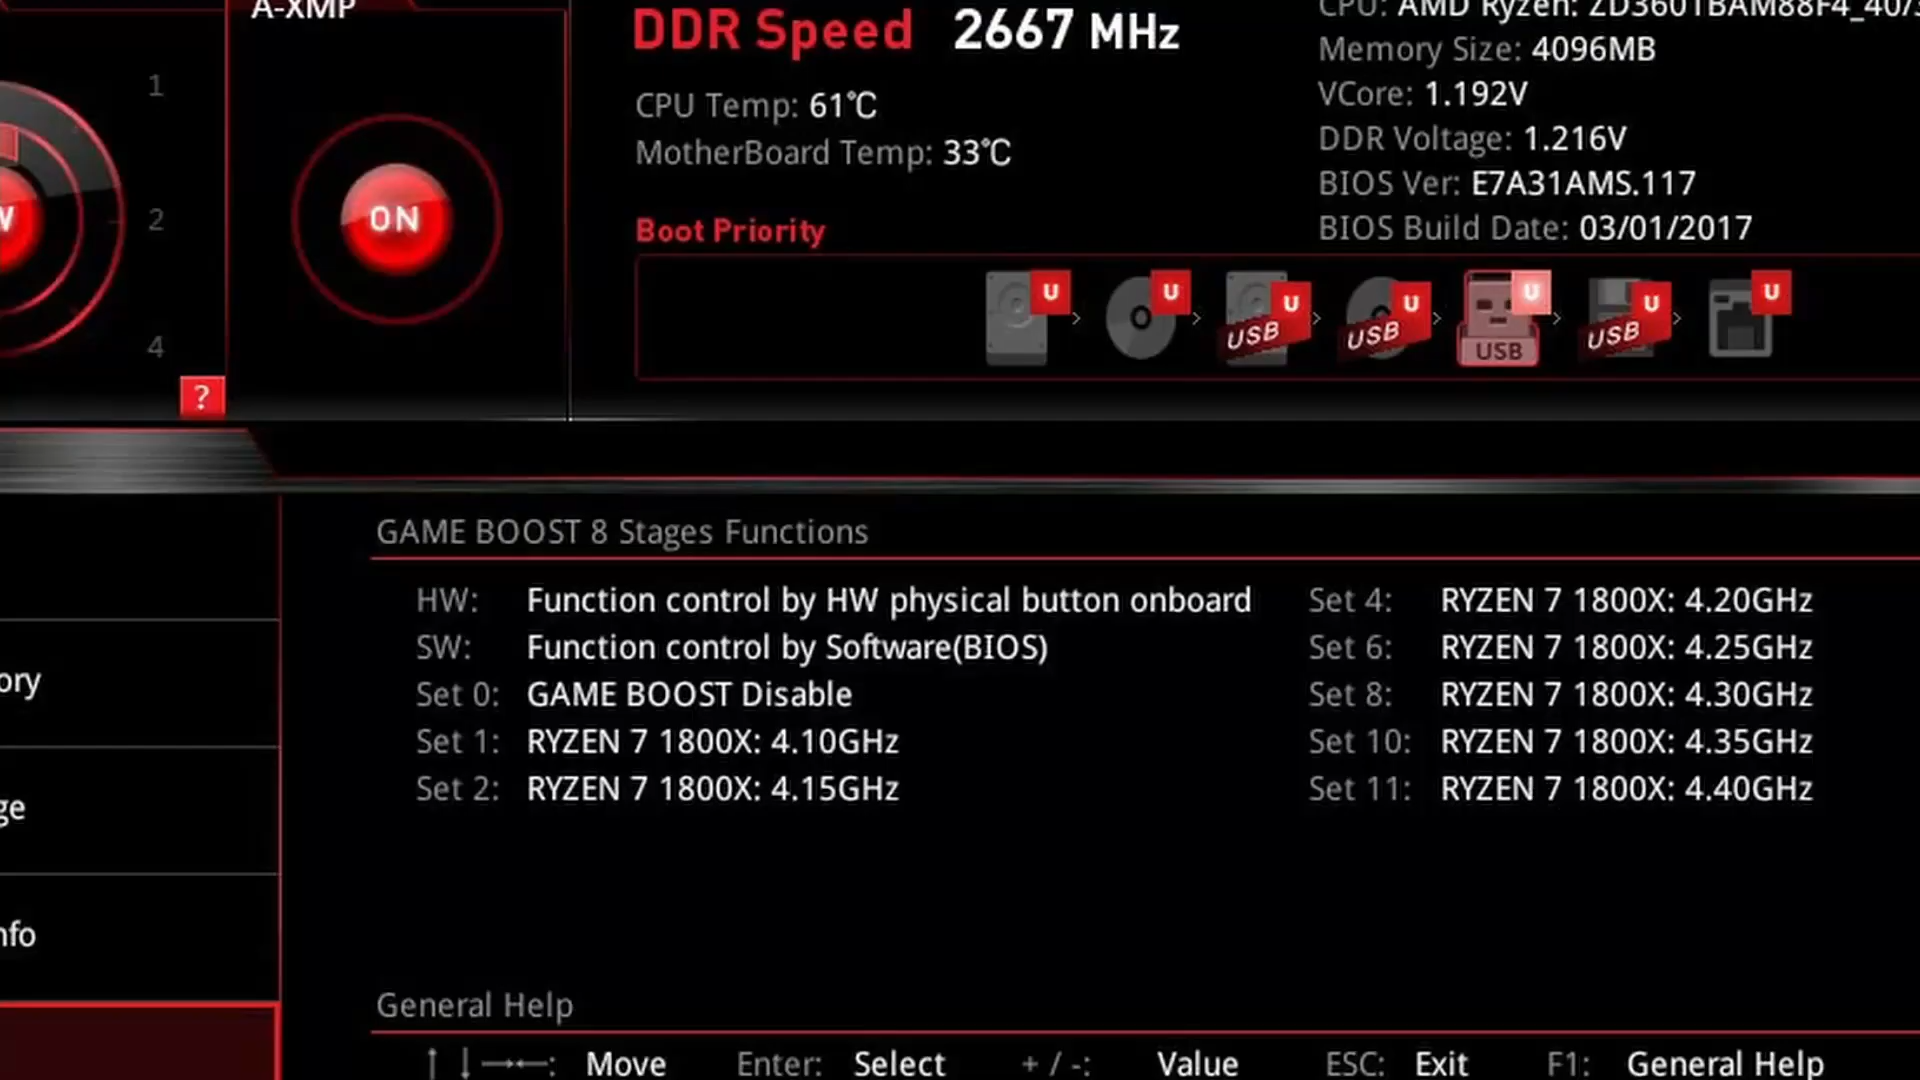 A-XMP
DDR Speed 2667 MHz
CPU: AMD Ryzen: ZD3601BAM88F4_40/
Memory Size: 4096MB
VCore: 1.192V
DDR Voltage: 1.216V
BIOS Ver: E7A31AMS.117
BIOS Build Date: 03/01/2017
CPU Temp: 61°C
MotherBoard Temp: 33°C
1
2
4
ON
?
Boot Priority
U U U USB U USB U USB U USB U
GAME BOOST 8 Stages Functions
HW: Function control by HW physical button onboard
SW: Function control by Software(BIOS)
Set 0: GAME BOOST Disable
Set 1: RYZEN 7 1800X: 4.10GHz
Set 2: RYZEN 7 1800X: 4.15GHz
Set 4: RYZEN 7 1800X: 4.20GHz
Set 6: RYZEN 7 1800X: 4.25GHz
Set 8: RYZEN 7 1800X: 4.30GHz
Set 10: RYZEN 7 1800X: 4.35GHz
Set 11: RYZEN 7 1800X: 4.40GHz
ory
ge
nfo
General Help
↑↓→←: Move Enter: Select + / -: Value ESC: Exit F1: General Help